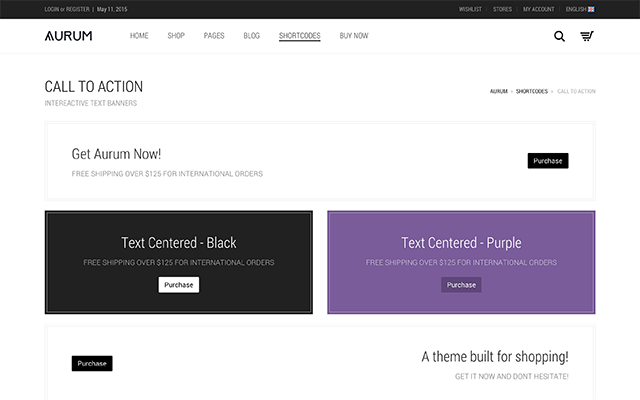 LOGIN or REGISTER | May 11, 2015
WISHLIST | STORES | MY ACCOUNT | ENGLISH
AURUM HOME SHOP PAGES BLOG SHORTCODES BUY NOW
CALL TO ACTION
INTEREACTIVE TEXT BANNERS
AURUM » SHORTCODES » CALL TO ACTION
Get Aurum Now!
FREE SHIPPING OVER $125 FOR INTERNATIONAL ORDERS
Purchase
Text Centered - Black
FREE SHIPPING OVER $125 FOR INTERNATIONAL ORDERS
Purchase
Text Centered - Purple
FREE SHIPPING OVER $125 FOR INTERNATIONAL ORDERS
Purchase
Purchase
A theme built for shopping!
GET IT NOW AND DONT HESITATE!